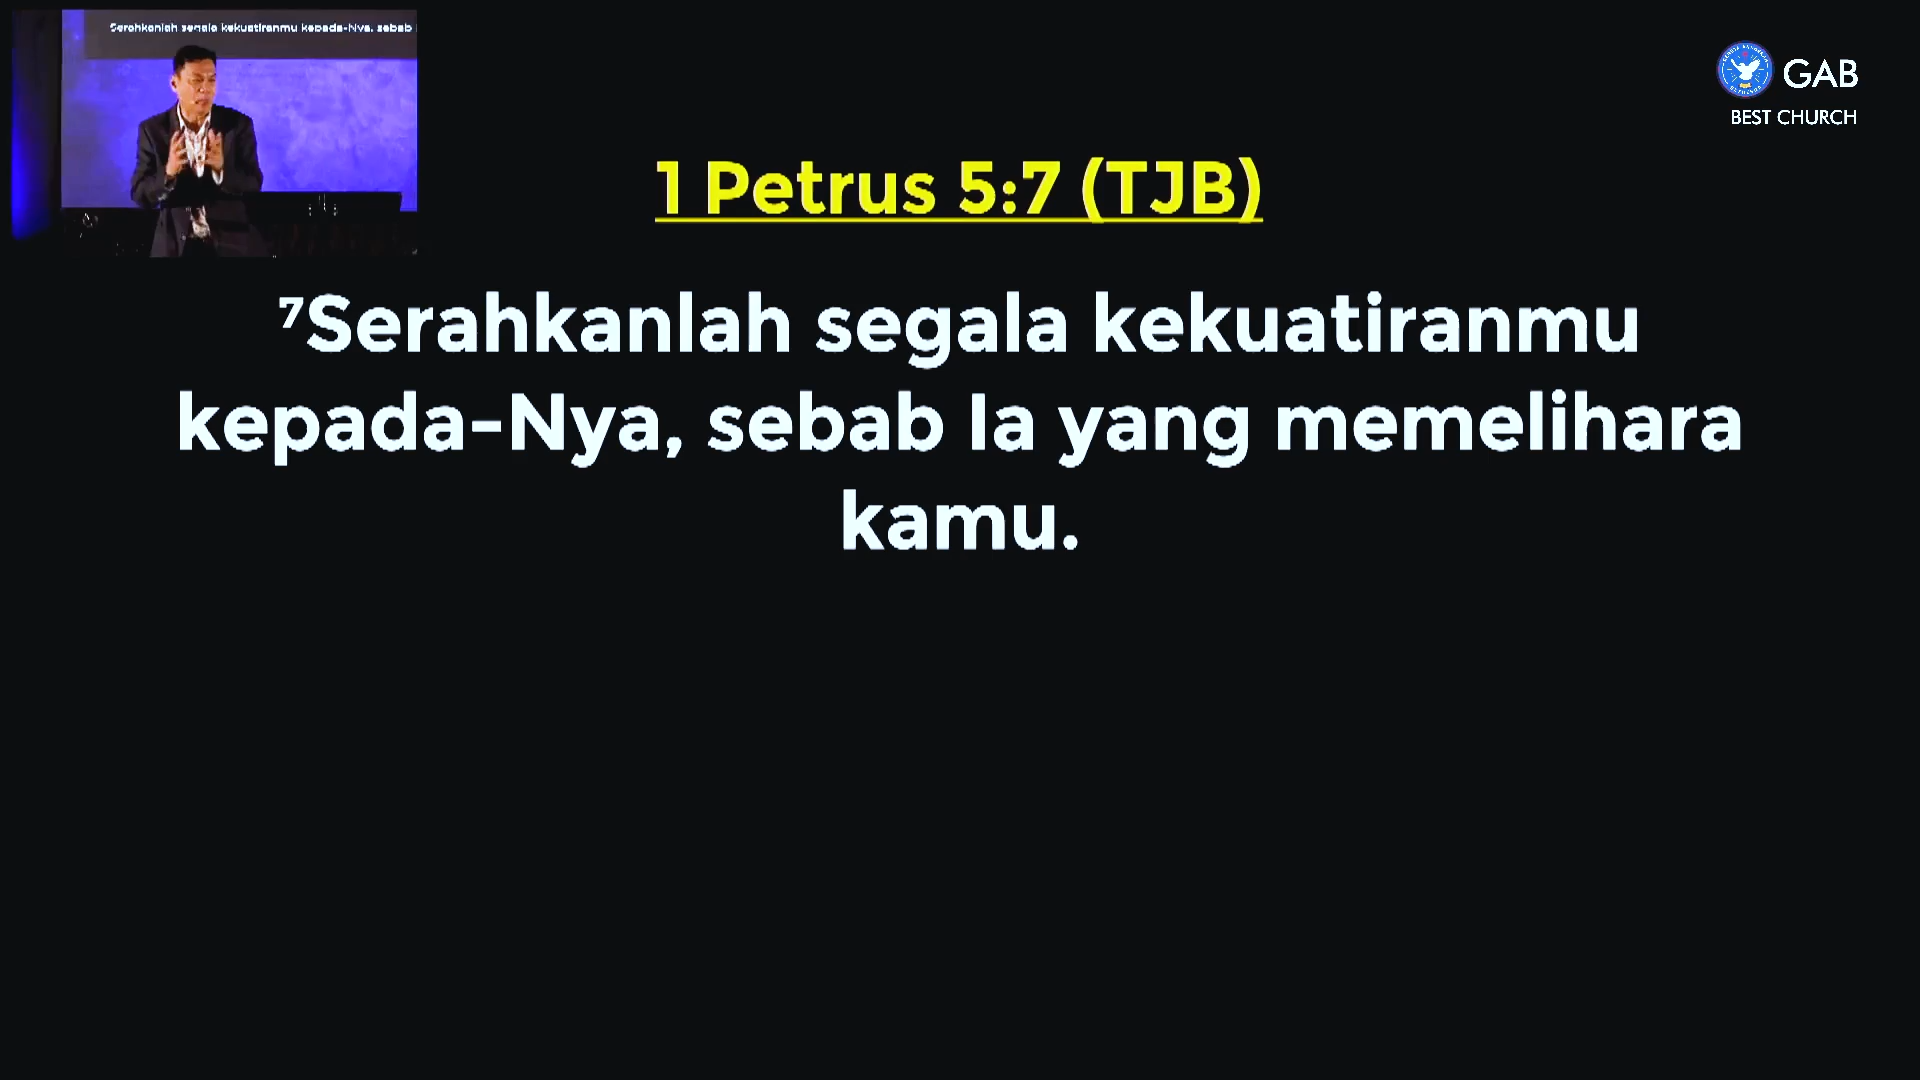 Serahkanlah segala kekuatiranmu kepada-Nya, sebab
GAB
BEST CHURCH
1 Petrus 5:7 (TJB)
⁷Serahkanlah segala kekuatiranmu
kepada-Nya, sebab Ia yang memelihara
kamu.